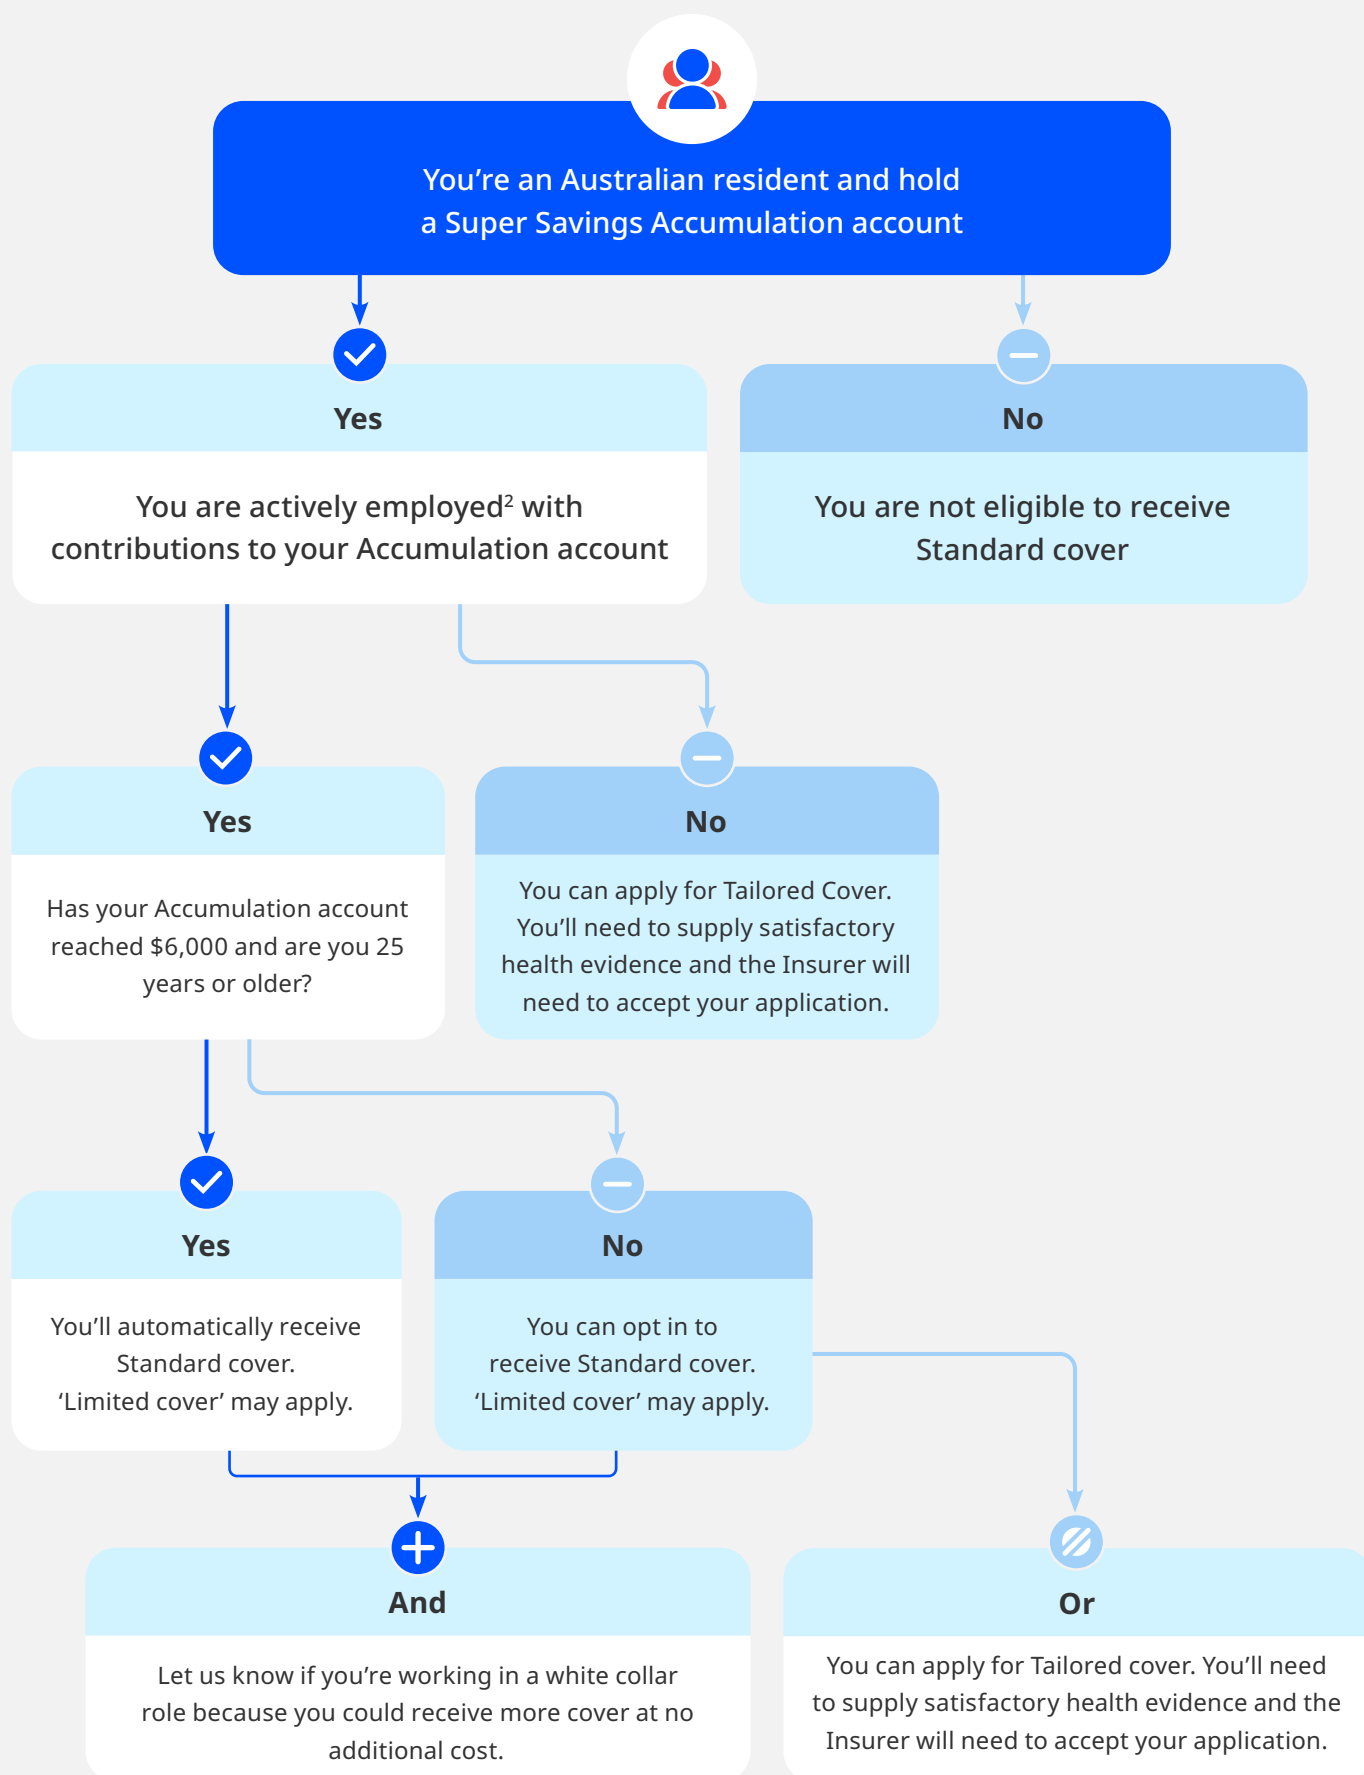 You’re an Australian resident and hold
a Super Savings Accumulation account
Yes
You are actively employed² with
contributions to your Accumulation account
No
You are not eligible to receive
Standard cover
Yes
Has your Accumulation account
reached $6,000 and are you 25
years or older?
No
You can apply for Tailored Cover.
You’ll need to supply satisfactory
health evidence and the Insurer will
need to accept your application.
Yes
You’ll automatically receive
Standard cover.
‘Limited cover’ may apply.
No
You can opt in to
receive Standard cover.
‘Limited cover’ may apply.
And
Let us know if you’re working in a white collar
role because you could receive more cover at no
additional cost.
Or
You can apply for Tailored cover. You’ll need
to supply satisfactory health evidence and the
Insurer will need to accept your application.